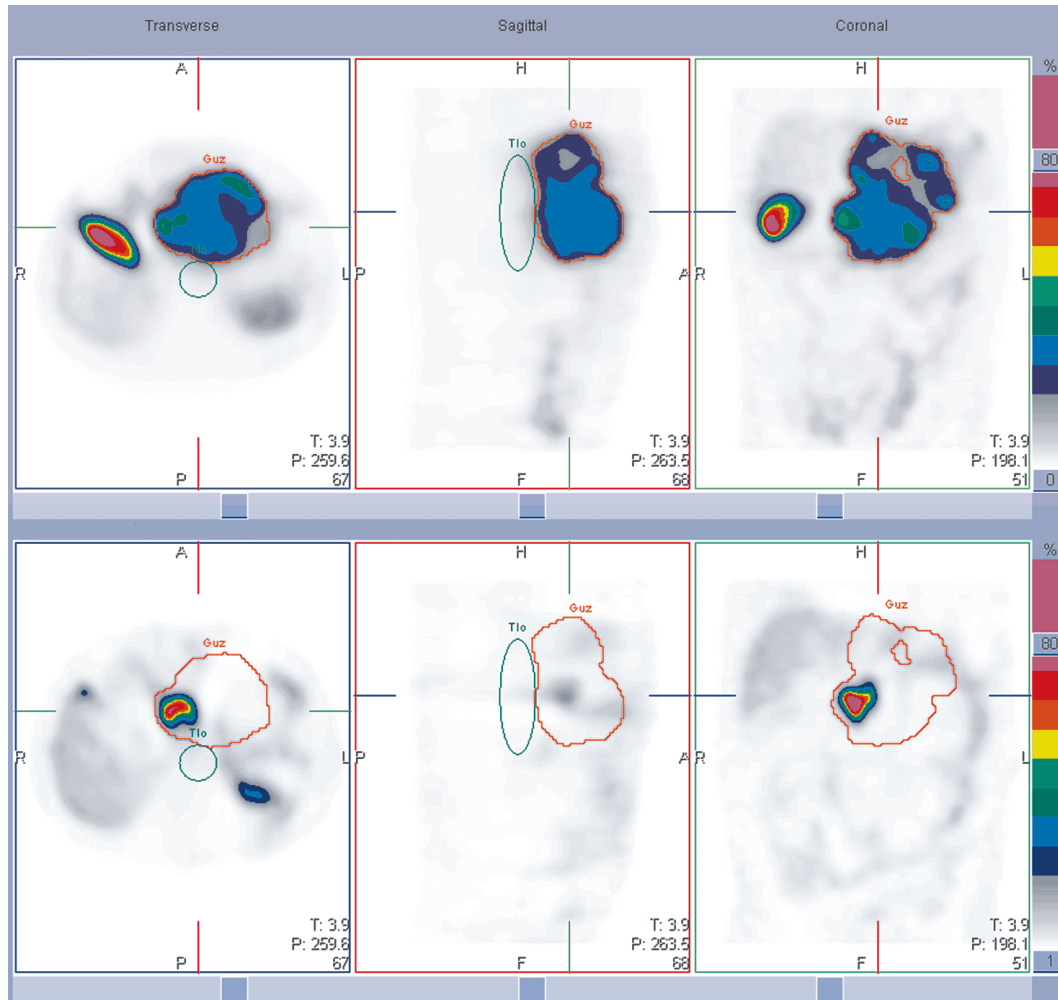 Transverse Sagittal Coronal
A H H %
Guz Tlo Guz Guz
80
Tlo
R L P A R L
T: 3.9 T: 3.9 T: 3.9
P: 259.6 P: 263.5 P: 198.1
P 67 F 68 F 51 0
A H H %
Guz Tlo Guz Guz
80
Tlo
R L P A R L
T: 3.9 T: 3.9 T: 3.9
P: 259.6 P: 263.5 P: 198.1
P 67 F 68 F 51 1